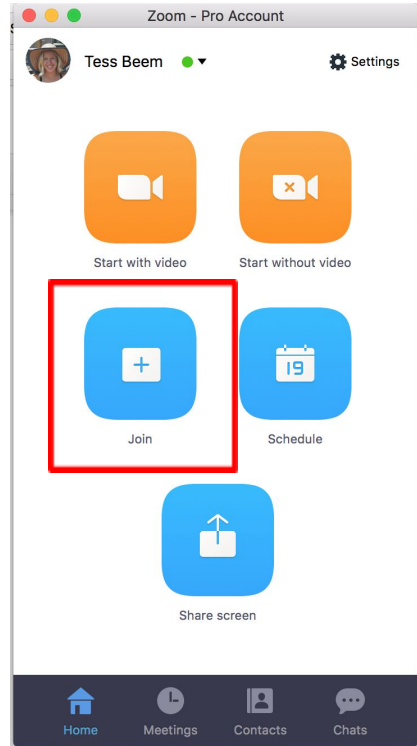 Zoom - Pro Account
Tess Beem
Settings
Start with video
Start without video
Join
19
Schedule
Share screen
Home
Meetings
Contacts
Chats